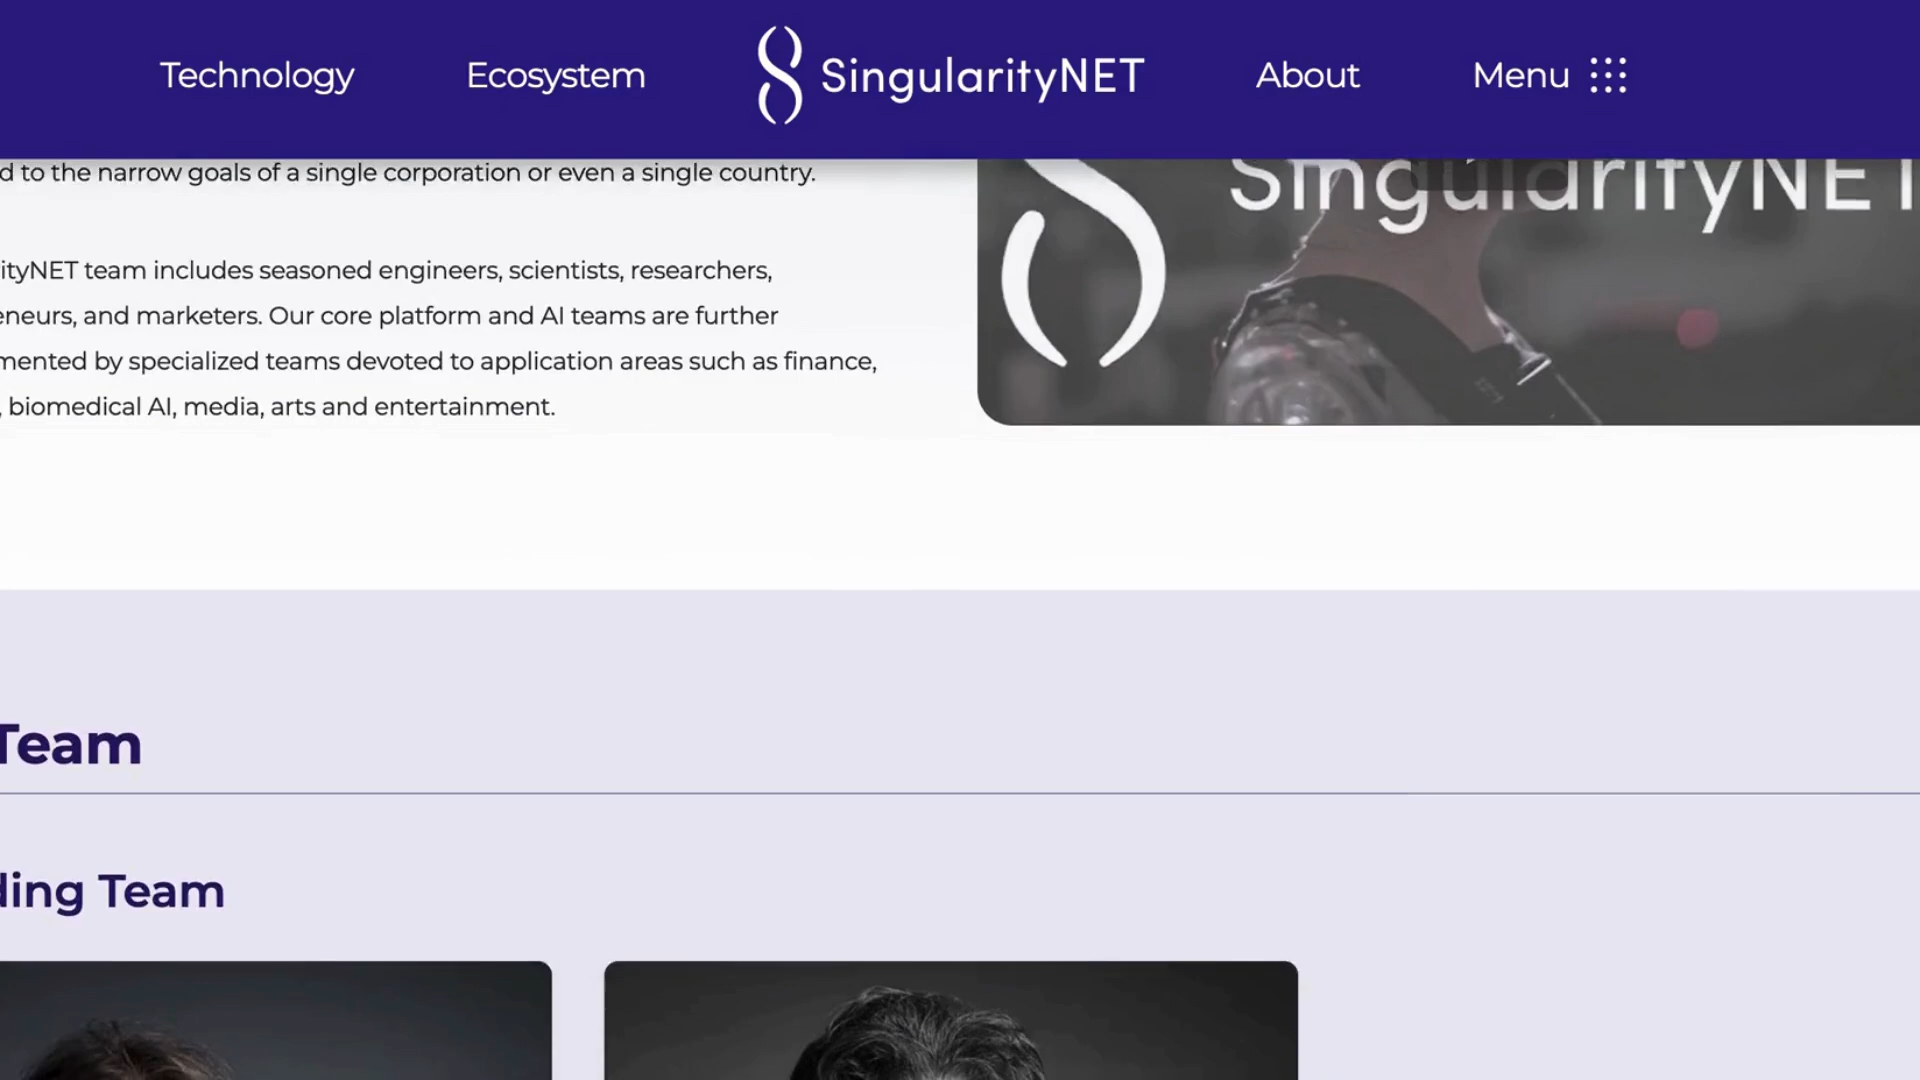 Technology
Ecosystem
SingularityNET
About
Menu
d to the narrow goals of a single corporation or even a single country.
SingularityNET
ityNET team includes seasoned engineers, scientists, researchers,
eneurs, and marketers. Our core platform and AI teams are further
mented by specialized teams devoted to application areas such as finance,
, biomedical AI, media, arts and entertainment.
Team
ding Team